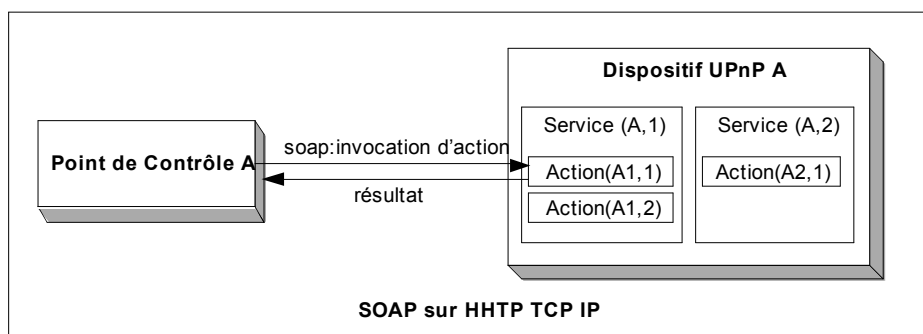 Dispositif UPnP A
Service (A,1)
Service (A,2)
Point de Contrôle A
soap:invocation d'action
Action(A1,1)
Action(A2,1)
résultat
Action(A1,2)
SOAP sur HHTP TCP IP